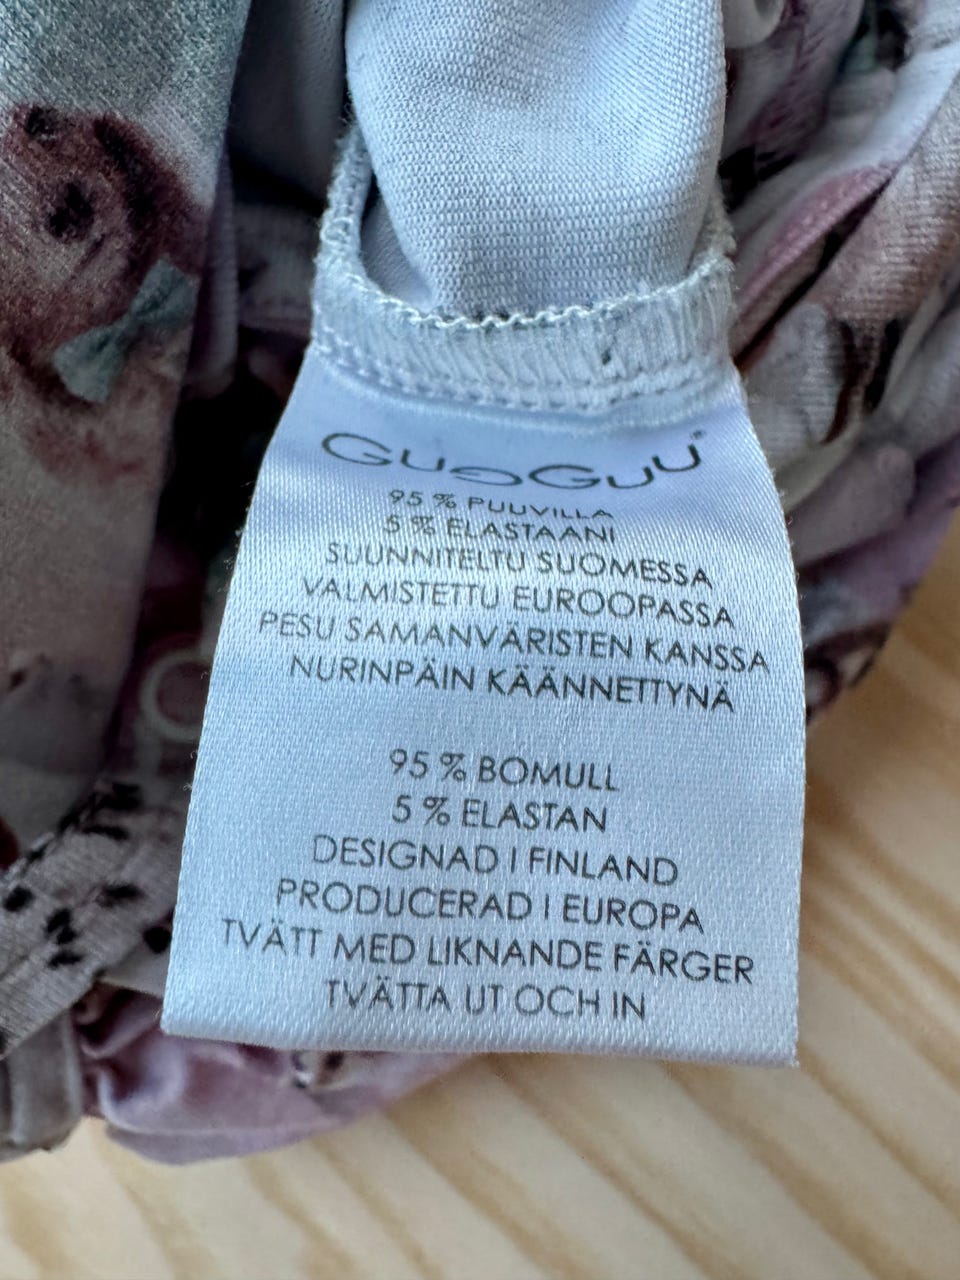 GUGGUU®
95 % PUUVILLA
5 % ELASTAANI
SUUNNITELTU SUOMESSA
VALMISTETTU EUROOPASSA
PESU SAMANVÄRISTEN KANSSA
NURINPÄIN KÄÄNNETTYNÄ
95 % BOMULL
5 % ELASTAN
DESIGNAD I FINLAND
PRODUCERAD I EUROPA
TVÄTT MED LIKNANDE FÄRGER
TVÄTTA UT OCH IN